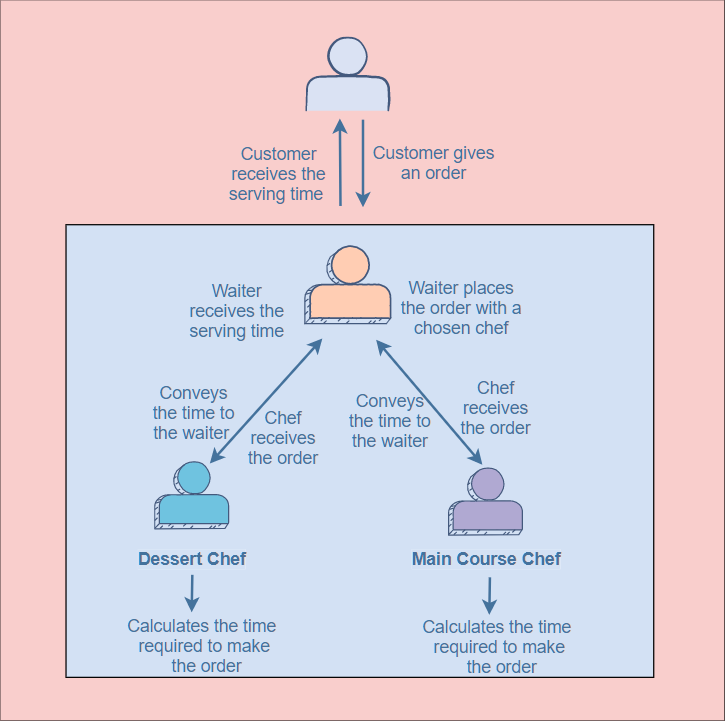 Customer
receives the
serving time
Customer gives
an order
Waiter
receives the
serving time
Waiter places
the order with a
chosen chef
Conveys
the time to
the waiter
Chef
receives
the order
Conveys
the time to
the waiter
Chef
receives
the order
Dessert Chef
Main Course Chef
Calculates the time
required to make
the order
Calculates the time
required to make
the order